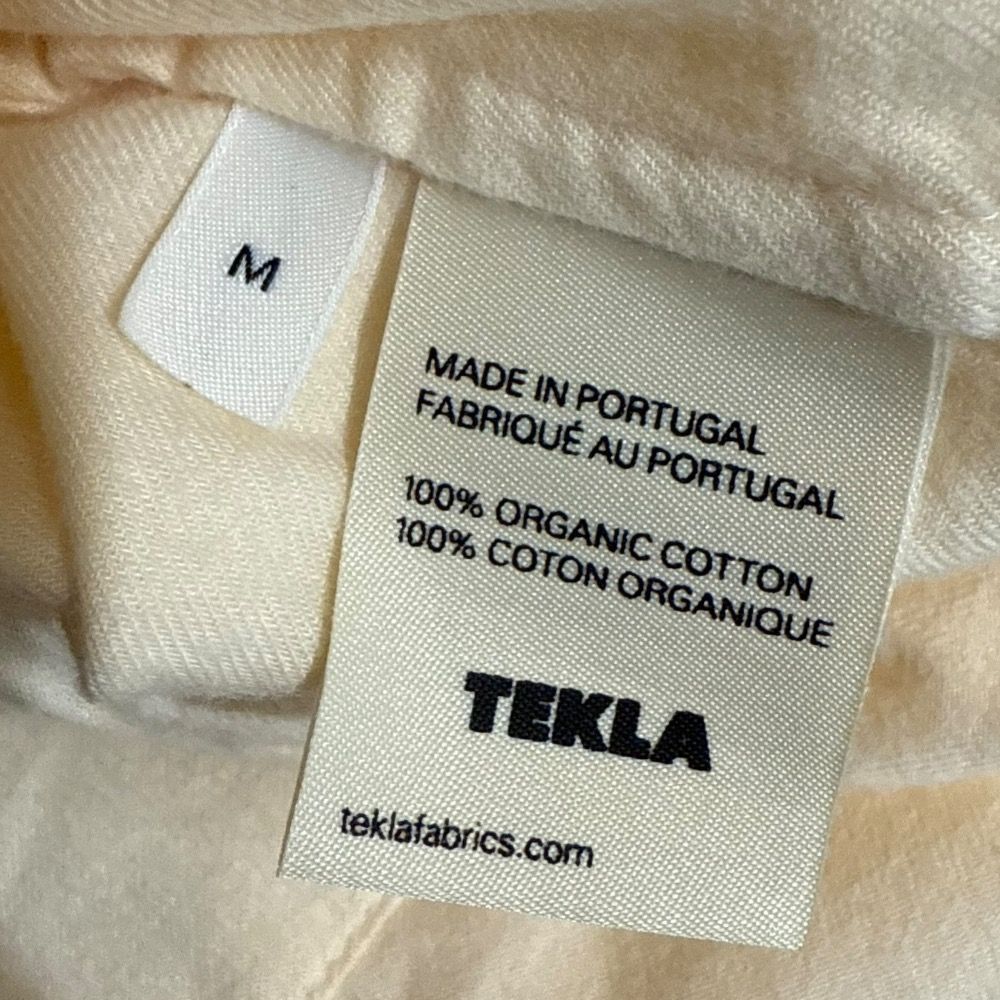 M
MADE IN PORTUGAL
FABRIQUÉ AU PORTUGAL
100% ORGANIC COTTON
100% COTON ORGANIQUE
TEKLA
teklafabrics.com